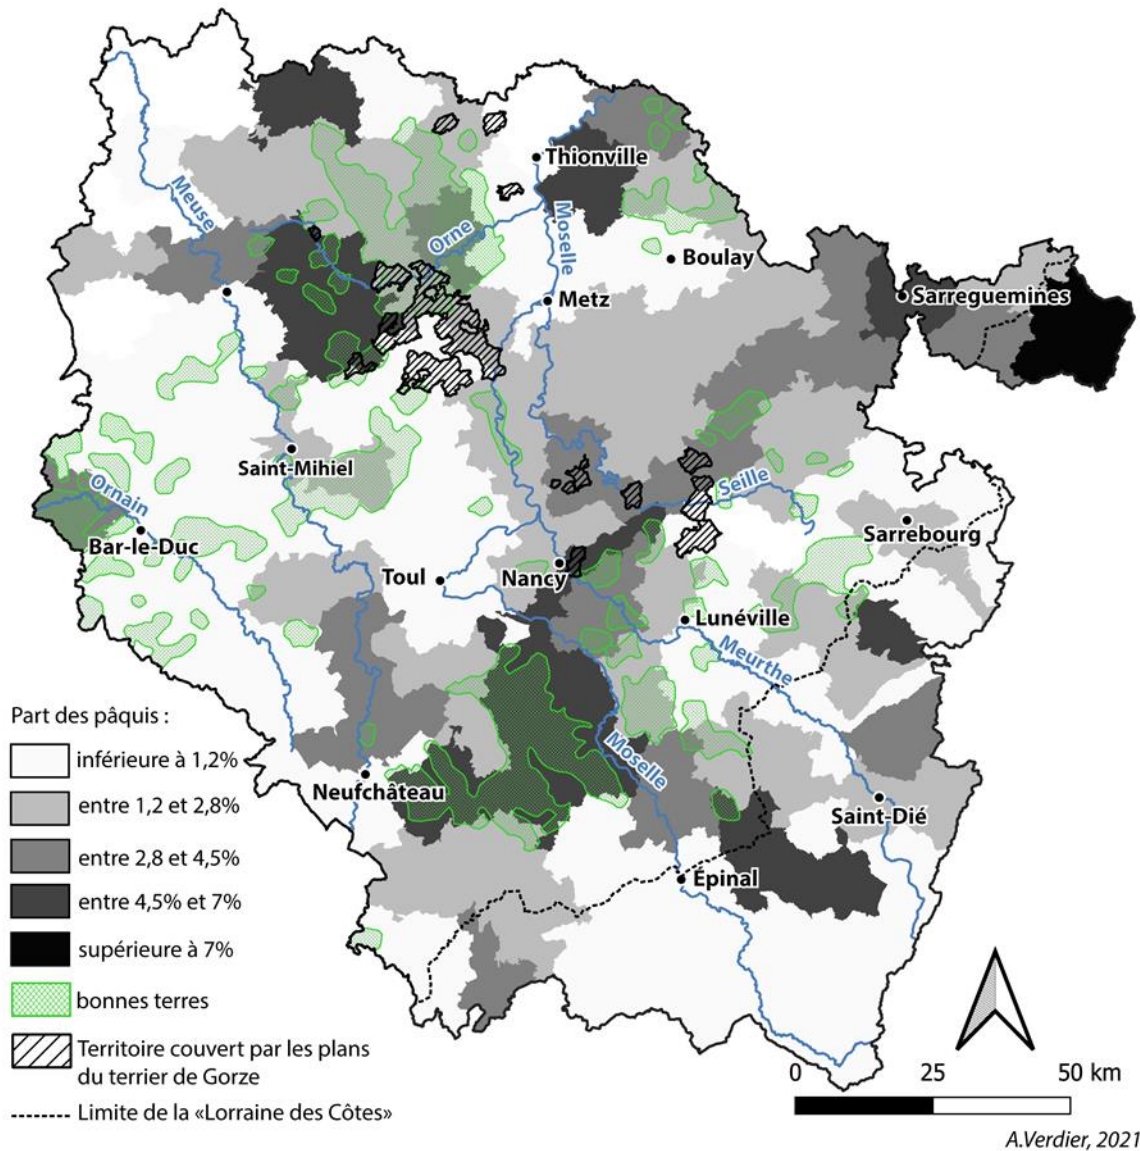 Thionville
Meuse
Moselle
Orne
Boulay
Metz
Sarreguemines
Saint-Mihiel
Ornain
Seille
Bar-le-Duc
Sarrebourg
Toul
Nancy
Lunéville
Meurthe
Moselle
Neufchâteau
Saint-Dié
Épinal
Part des pâquis :
inférieure à 1,2%
entre 1,2 et 2,8%
entre 2,8 et 4,5%
entre 4,5% et 7%
supérieure à 7%
bonnes terres
Territoire couvert par les plans
du terrier de Gorze
Limite de la «Lorraine des Côtes»
0 25 50 km
A.Verdier, 2021